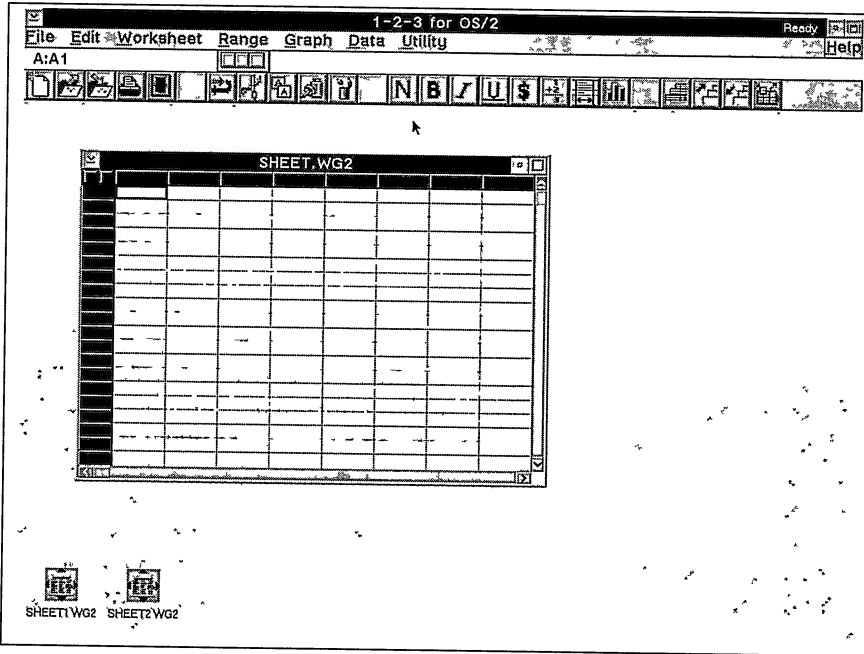 1-2-3 for OS/2
Ready
File Edit Worksheet Range Graph Data Utility
Help
A:A1
N B I U $
SHEET.WG2
SHEET1.WG2 SHEET2.WG2